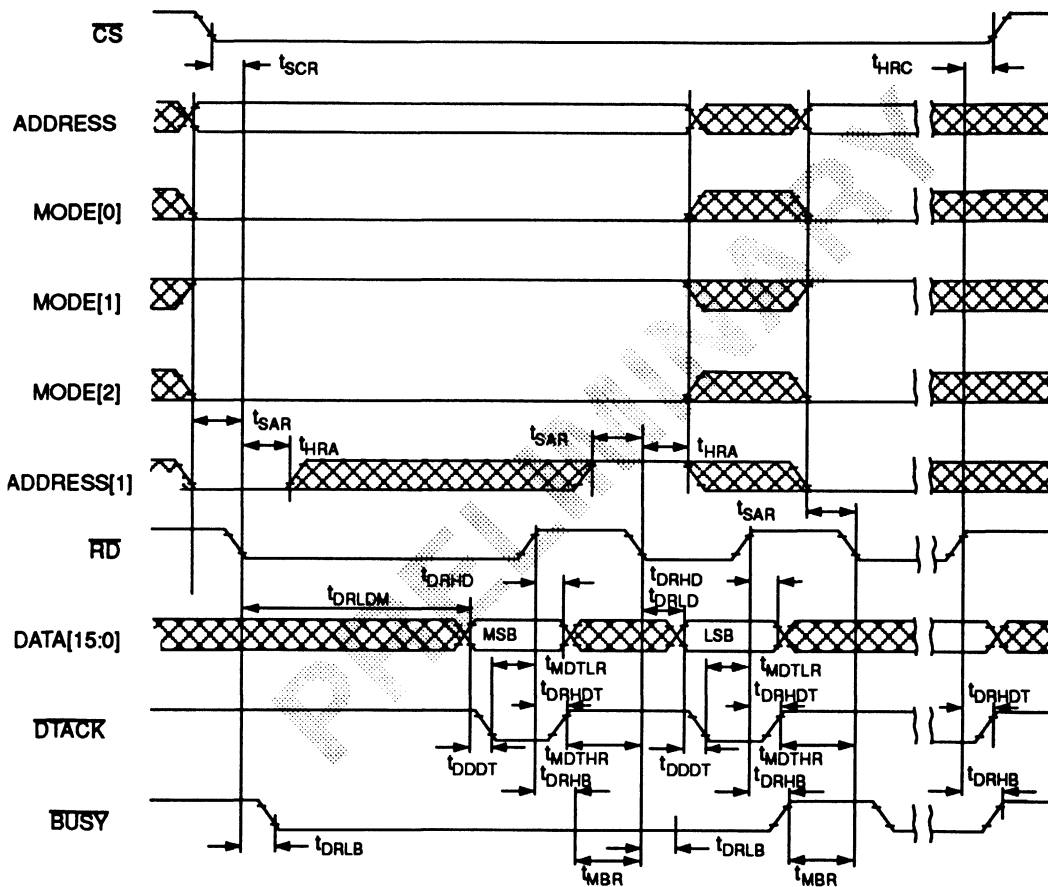 CS
tSCR
tHRC
ADDRESS
MODE[0]
MODE[1]
MODE[2]
tSAR
tHRA
tSAR
tHRA
ADDRESS[1]
tSAR
RD
tDRHD
tDRHD
tDRLDM
tDRLD
DATA[15:0]
MSB
LSB
tMDTLR
tMDTLR
tDRHDT
tDRHDT
tDRHDT
DTACK
tDDDT
tMDTHR
tDDDT
tMDTHR
tDRHB
tDRHB
tDRHB
BUSY
tDRLB
tDRLB
tMBR
tMBR
PRELIMINARY